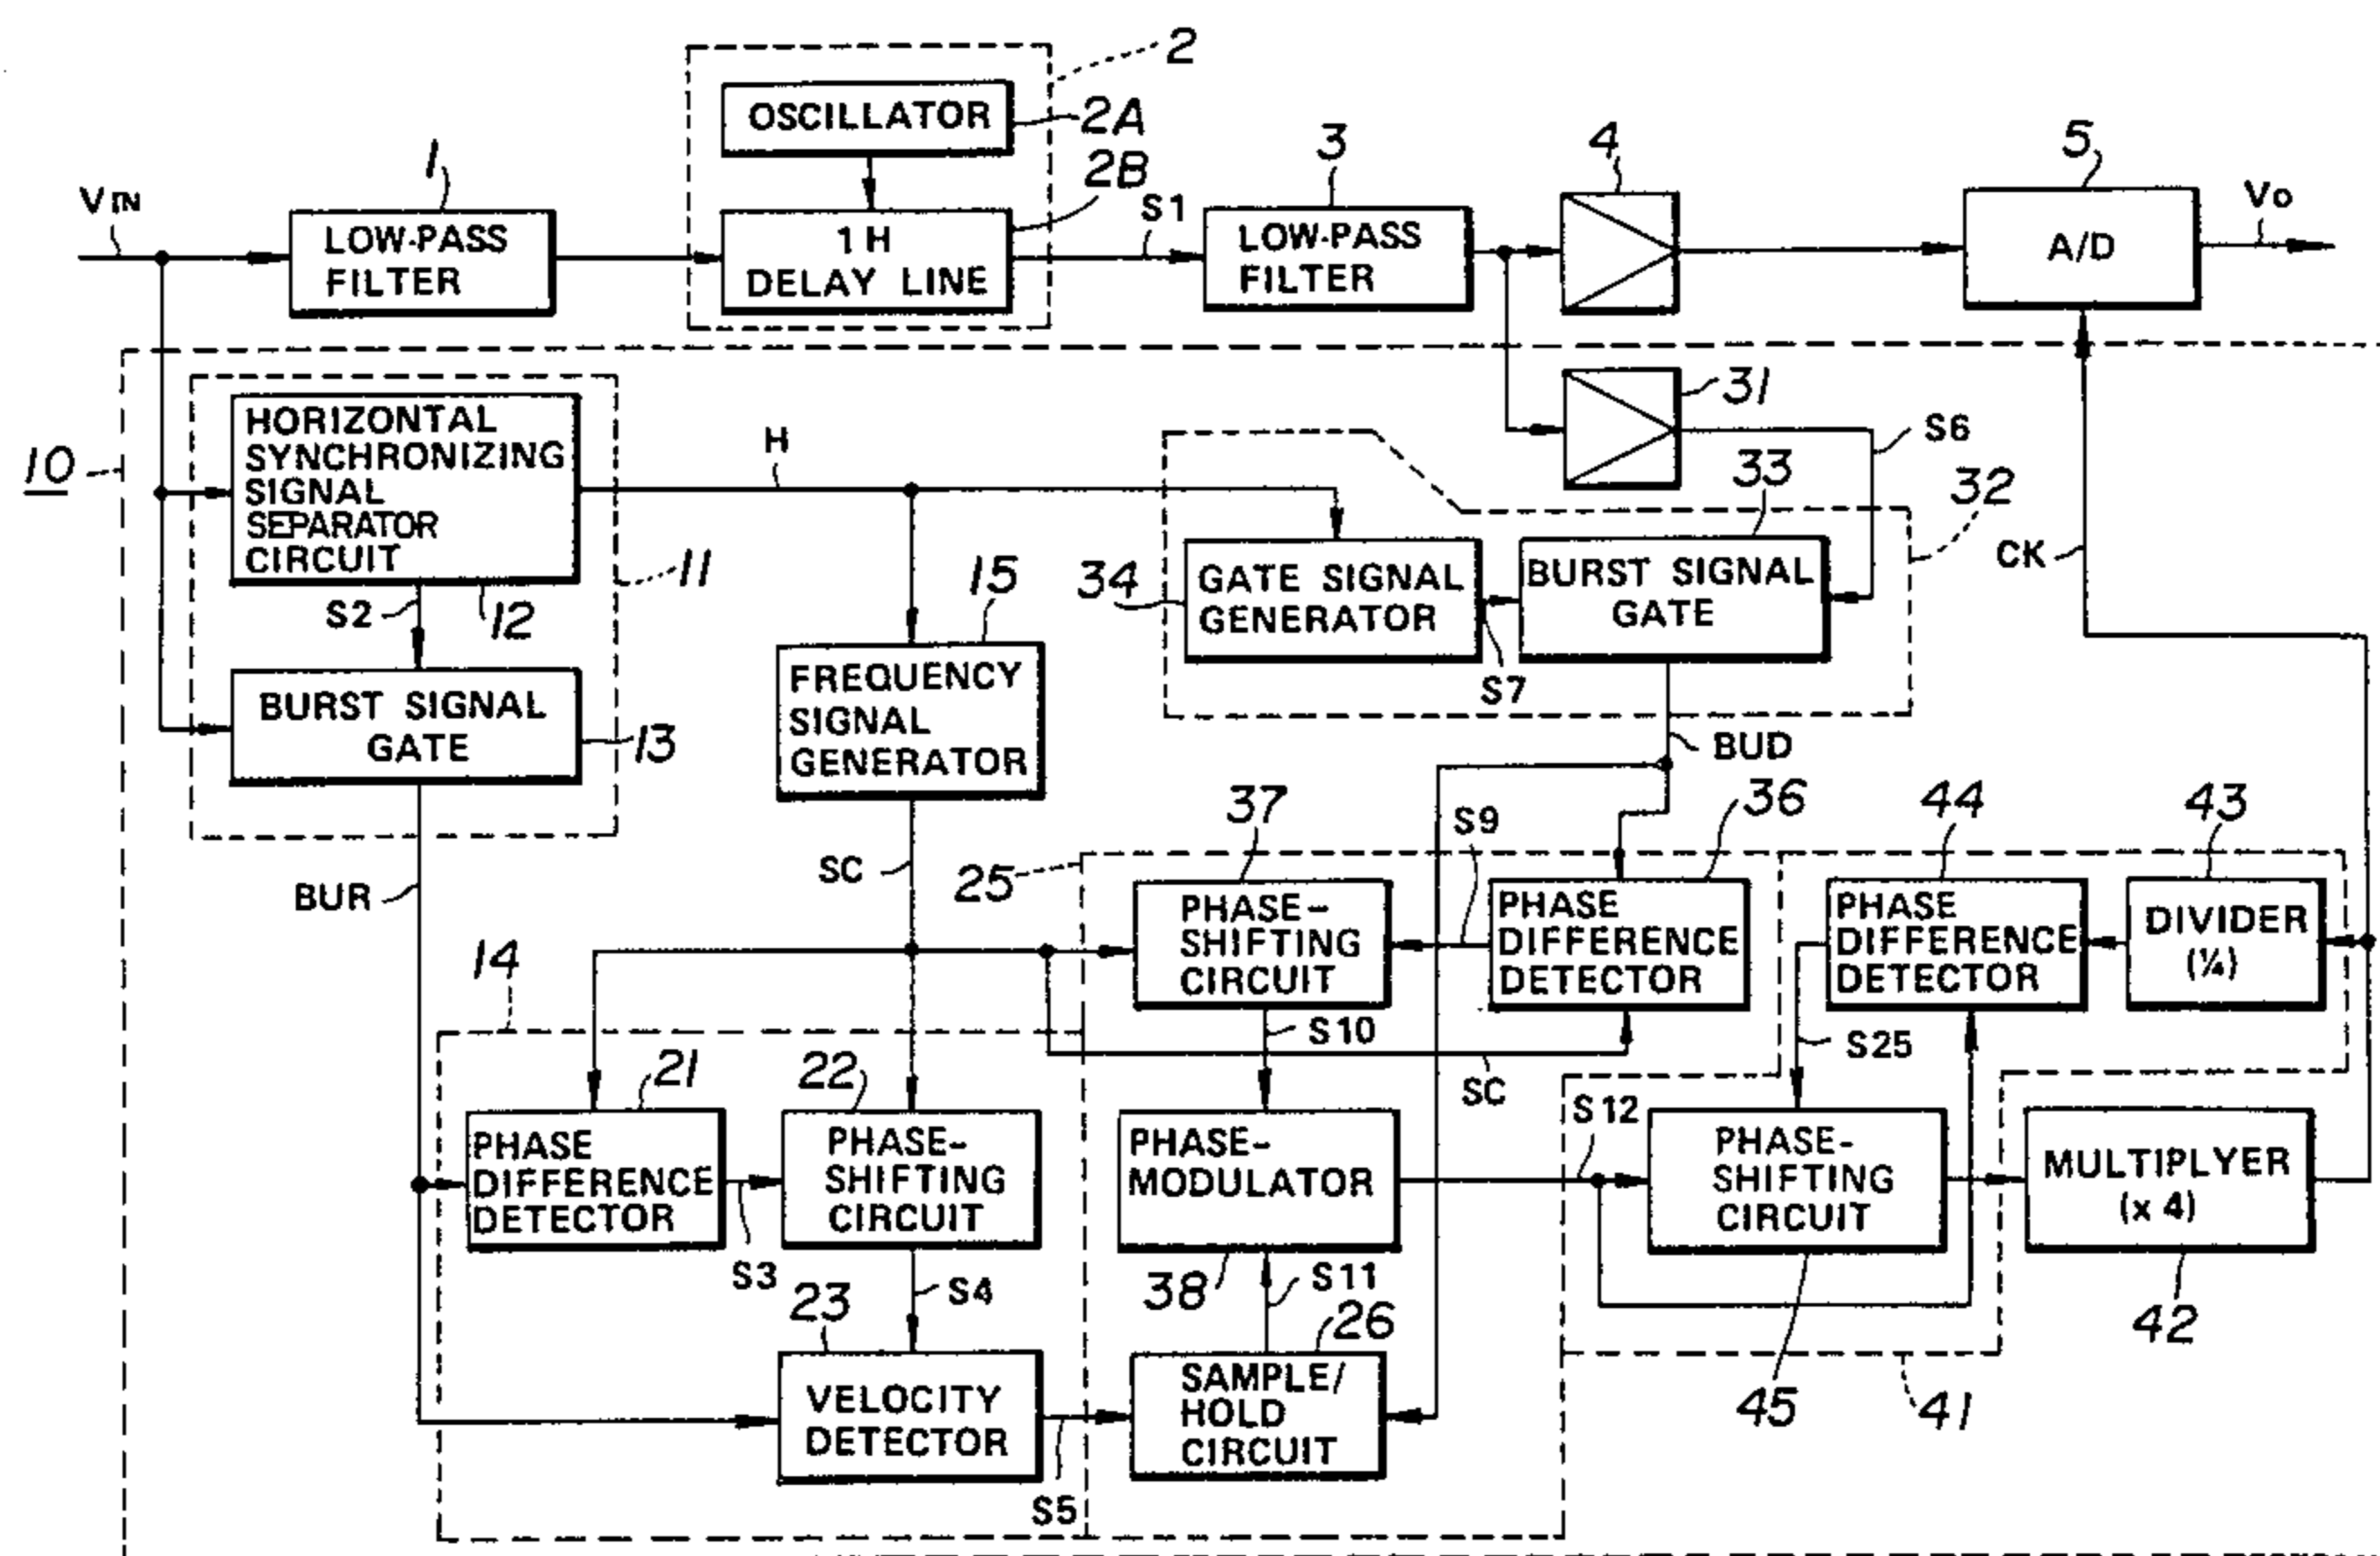 2
OSCILLATOR
2A
2B
1
3
4
5
VIN
LOW-PASS
FILTER
1H
DELAY LINE
S1
LOW-PASS
FILTER
A/D
Vo
10
HORIZONTAL
SYNCHRONIZING
SIGNAL
SEPARATOR
CIRCUIT
H
31
S6
33
32
11
S2
12
15
34
GATE SIGNAL
GENERATOR
BURST SIGNAL
GATE
CK
S7
BURST SIGNAL
GATE
13
FREQUENCY
SIGNAL
GENERATOR
BUD
BUR
SC
25
37
S9
36
44
43
PHASE-
SHIFTING
CIRCUIT
PHASE
DIFFERENCE
DETECTOR
PHASE
DIFFERENCE
DETECTOR
DIVIDER
(¼)
14
S10
S25
SC
21
22
S12
PHASE
DIFFERENCE
DETECTOR
PHASE-
SHIFTING
CIRCUIT
PHASE-
MODULATOR
PHASE-
SHIFTING
CIRCUIT
MULTIPLYER
(x 4)
S3
S4
38
S11
23
26
42
VELOCITY
DETECTOR
SAMPLE/
HOLD
CIRCUIT
45
41
S5